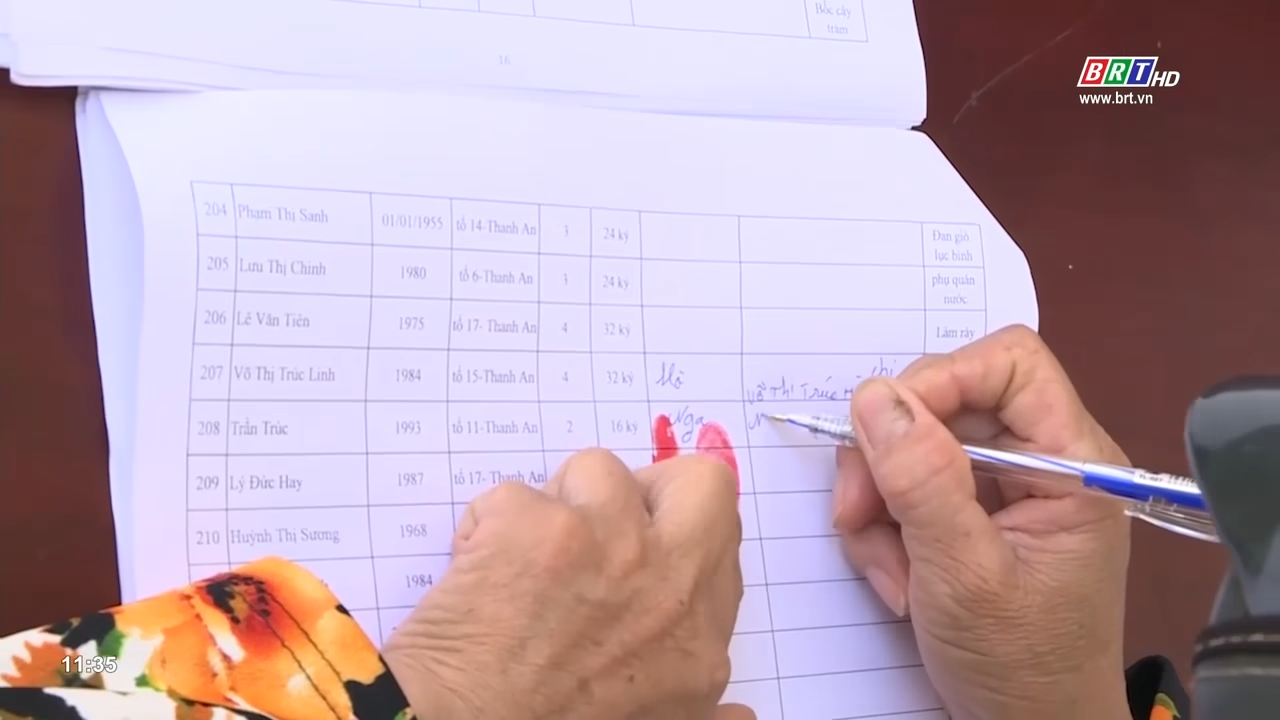 Bốc cây
tràm
BRT HD
www.brt.vn
16
204 Phạm Thị Sanh 01/01/1955 tổ 14-Thanh An 3 24 ký Đan giỏ
lục bình
205 Lưu Thị Chinh 1980 tổ 6-Thanh An 3 24 ký phụ quán
nước
206 Lê Văn Tiên 1975 tổ 17- Thanh An 4 32 ký Làm rẫy
207 Võ Thị Trúc Linh 1984 tổ 15-Thanh An 4 32 ký Võ Thị Trúc
208 Trần Trúc 1993 tổ 11-Thanh An 2 16 ký Nga N
209 Lý Đức Hay 1987 tổ 17- Thanh An
210 Huỳnh Thị Sương 1968
1984
11:35